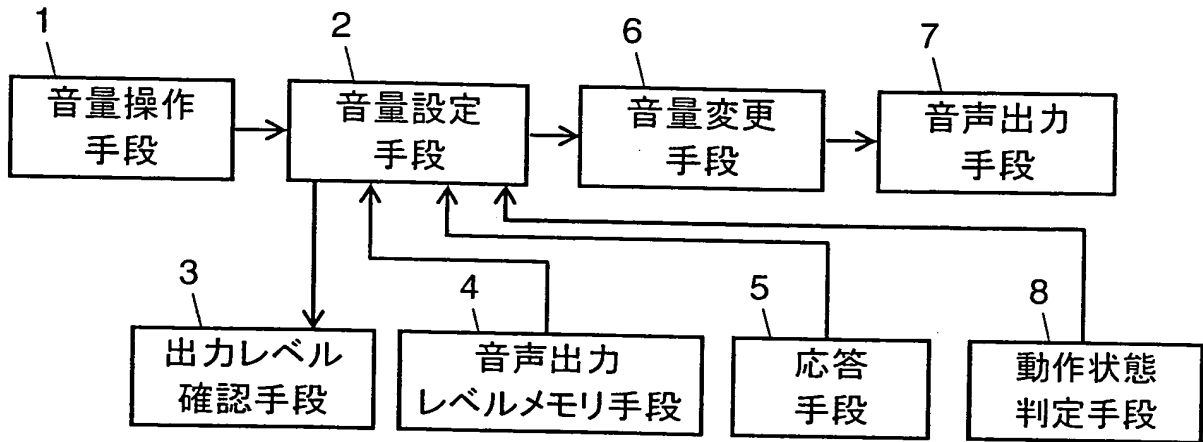 1
音量操作
手段
2
音量設定
手段
6
音量変更
手段
7
音声出力
手段
3
出力レベル
確認手段
4
音声出力
レベルメモリ手段
5
応答
手段
8
動作状態
判定手段